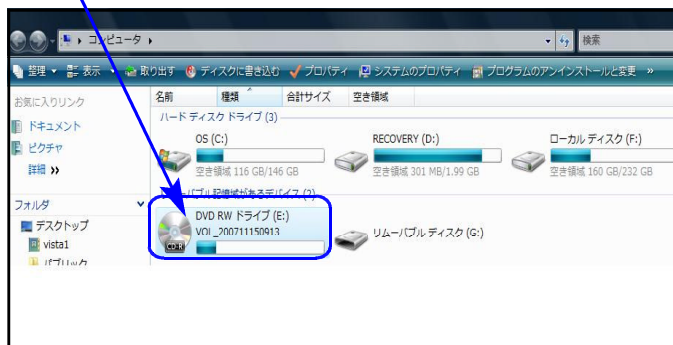 コンピュータ
検索
整理 表示 取り出す ディスクに書き込む プロパティ システムのプロパティ プログラムのアンインストールと変更 »
お気に入りリンク
ドキュメント
ピクチャ
詳細 »
フォルダ
デスクトップ
vista1
パブリック
名前 種類 合計サイズ 空き領域
ハード ディスク ドライブ (3)
OS (C:)
空き領域 116 GB/146 GB
RECOVERY (D:)
空き領域 301 MB/1.99 GB
ローカル ディスク (F:)
空き領域 160 GB/232 GB
リムーバブル記憶域があるデバイス (2)
DVD RW ドライブ (E:)
VOL_200711150913
CD-R
リムーバブル ディスク (G:)